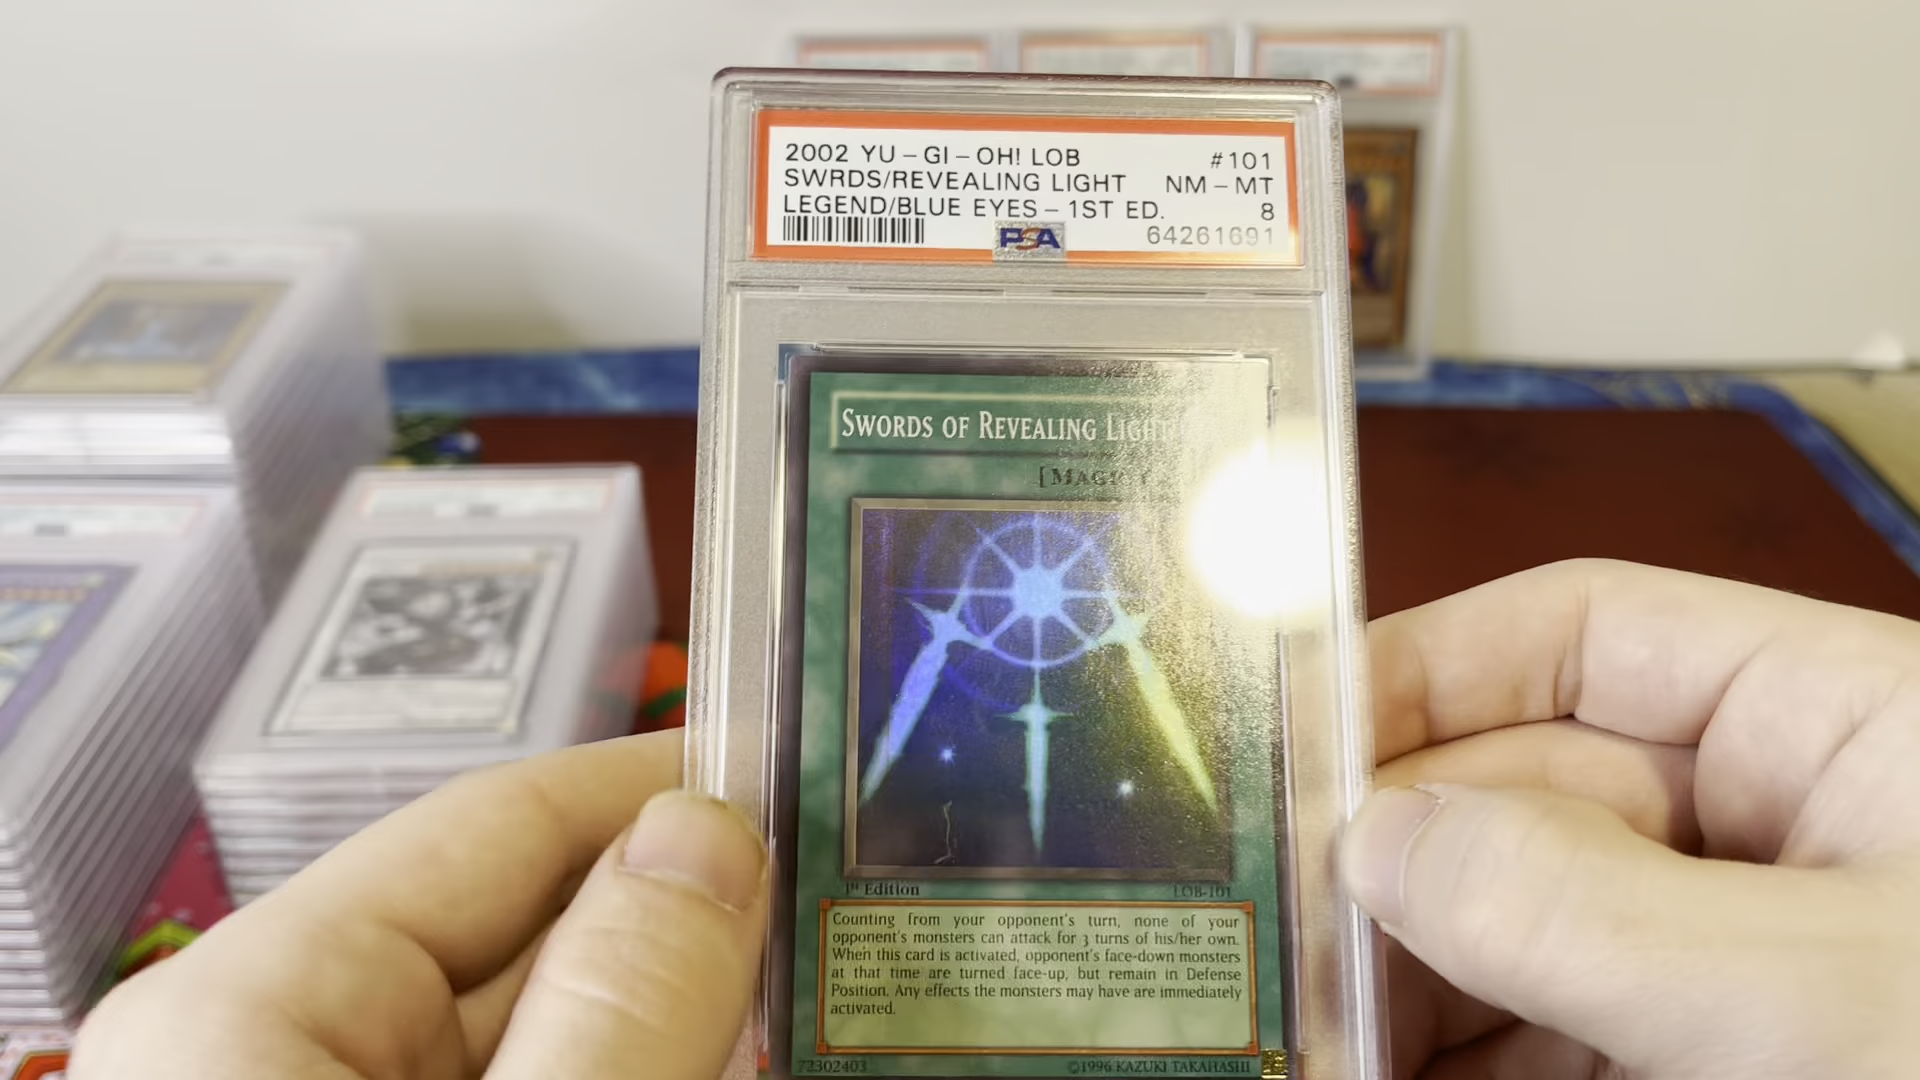 2002 YU-GI-OH! LOB #101
SWRDS/REVEALING LIGHT NM-MT
LEGEND/BLUE EYES-1ST ED. 8
PSA 64261691
SWORDS OF REVEALING LIGHT
[MAGIC
1st Edition LOB-101
Counting from your opponent's turn, none of your
opponent's monsters can attack for 3 turns of his/her own.
When this card is activated, opponent's face-down monsters
at that time are turned face-up, but remain in Defense
Position. Any effects the monsters may have are immediately
activated.
72302403 ©1996 KAZUKI TAKAHASHI